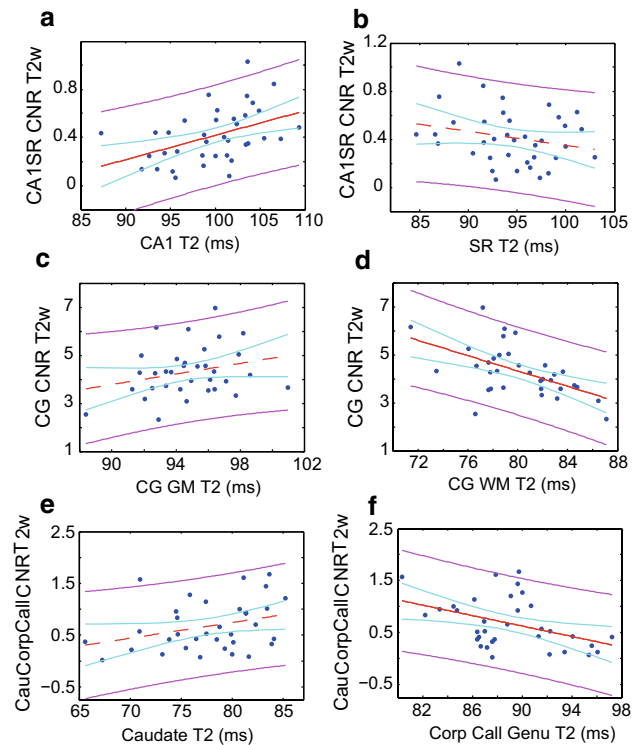 a
CA1SR CNR T2w
0.8
0.4
0
85 90 95 100 105 110
CA1 T2 (ms)
b
CA1SR CNR T2w
1.2
0.8
0.4
0
85 90 95 100 105
SR T2 (ms)
c
CG CNR T2w
7
5
3
1
90 94 98 102
CG GM T2 (ms)
d
CG CNR T2w
7
5
3
1
72 76 80 84 88
CG WM T2 (ms)
e
CauCorpCall CNRT2w
2.5
1.5
0.5
−0.5
65 70 75 80 85
Caudate T2 (ms)
f
CauCorpCall CNR T2w
2.5
1.5
0.5
−0.5
82 86 90 94 98
Corp Call Genu T2 (ms)